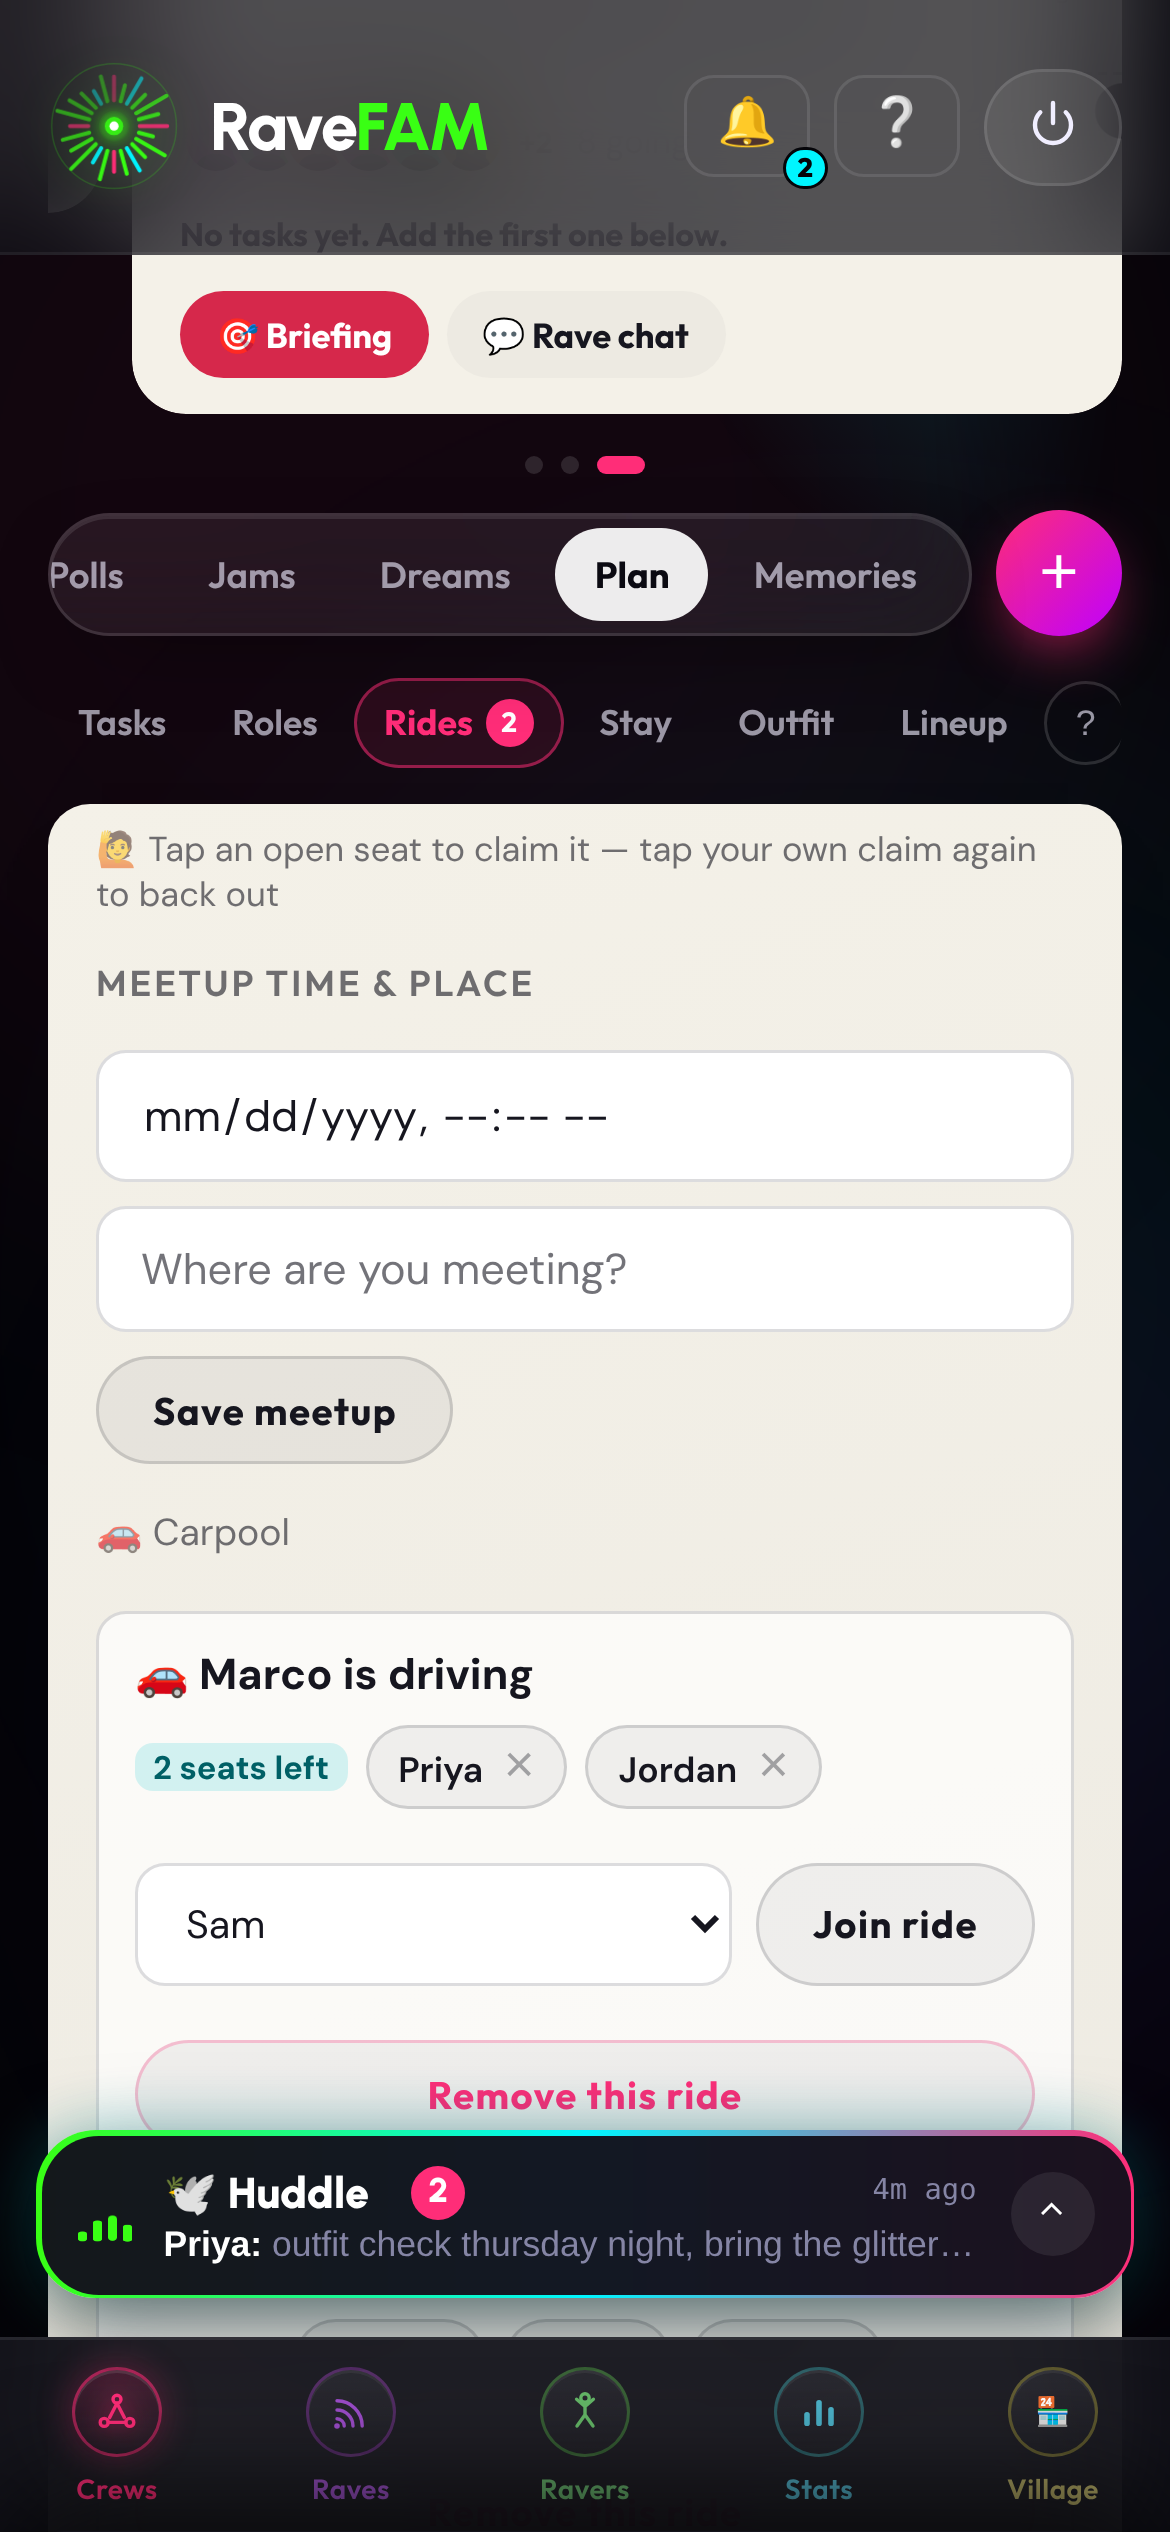 RaveFAM
2
No tasks yet. Add the first one below.
Briefing
Rave chat
Polls
Jams
Dreams
Plan
Memories
+
Tasks
Roles
Rides 2
Stay
Outfit
Lineup
?
Tap an open seat to claim it — tap your own claim again
to back out
MEETUP TIME & PLACE
mm/dd/yyyy, --:-- --
Where are you meeting?
Save meetup
Carpool
Marco is driving
2 seats left
Priya ✕
Jordan ✕
Sam
Join ride
Remove this ride
Huddle 2
4m ago
Priya: outfit check thursday night, bring the glitter…
Crews
Raves
Ravers
Stats
24
Village
Remove this ride